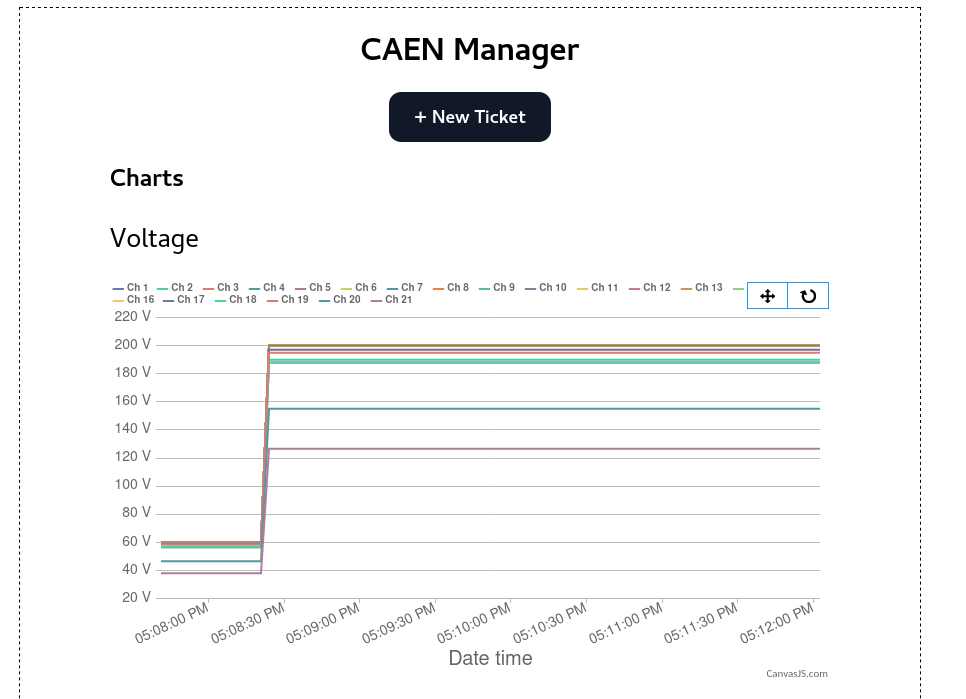 CAEN Manager
+ New Ticket
Charts
Voltage
Ch 1 Ch 2 Ch 3 Ch 4 Ch 5 Ch 6 Ch 7 Ch 8 Ch 9 Ch 10 Ch 11 Ch 12 Ch 13
Ch 16 Ch 17 Ch 18 Ch 19 Ch 20 Ch 21
220 V
200 V
180 V
160 V
140 V
120 V
100 V
80 V
60 V
40 V
20 V
05:08:00 PM 05:08:30 PM 05:09:00 PM 05:09:30 PM 05:10:00 PM 05:10:30 PM 05:11:00 PM 05:11:30 PM 05:12:00 PM
Date time
CanvasJS.com